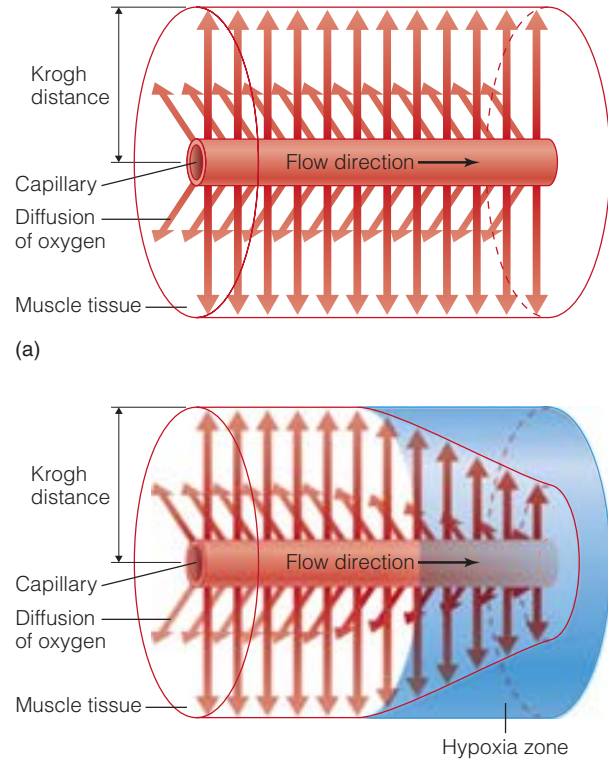 Krogh
distance
Flow direction
Capillary
Diffusion
of oxygen
Muscle tissue
(a)
Krogh
distance
Flow direction
Capillary
Diffusion
of oxygen
Muscle tissue
Hypoxia zone